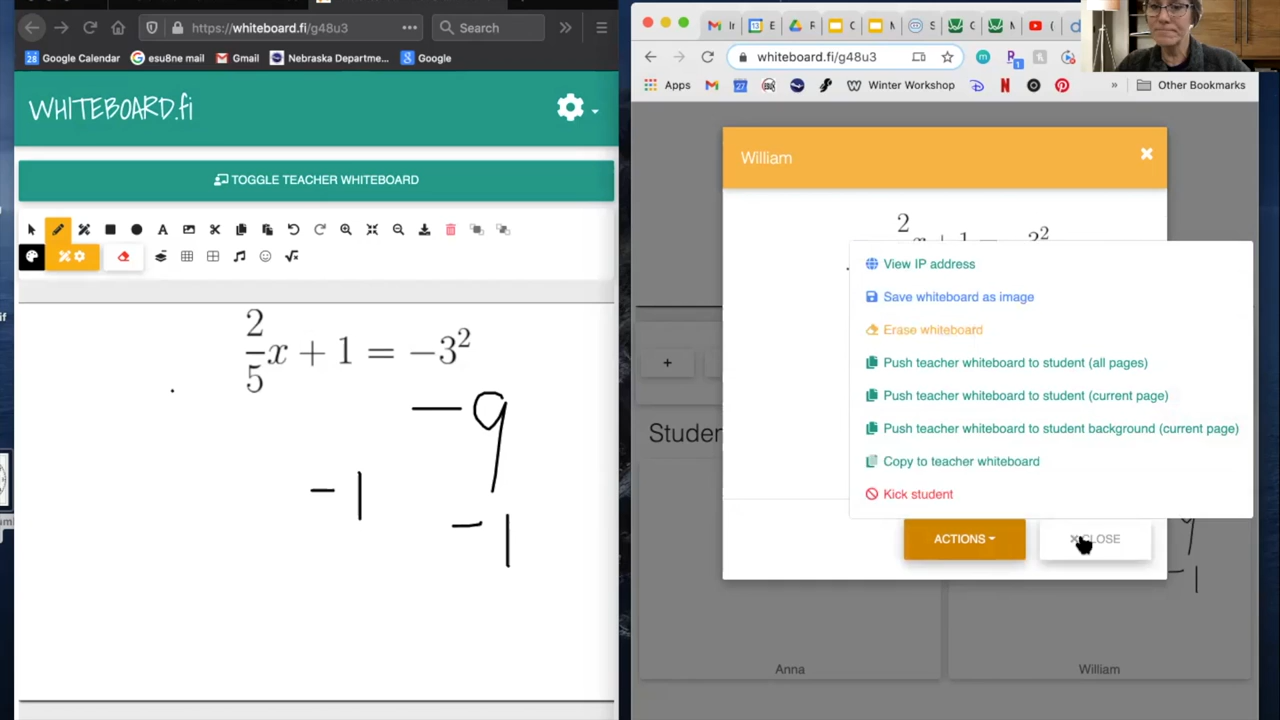 https://whiteboard.fi/g48u3
Search
Google Calendar
esu8ne mail
Gmail
Nebraska Departme...
Google
WHITEBOARD.fi
TOGGLE TEACHER WHITEBOARD
A
2/5 x + 1 = −3²
− 9
− 1
− 1
whiteboard.fi/g48u3
Apps
Winter Workshop
Other Bookmarks
William
2
View IP address
Save whiteboard as image
Erase whiteboard
Push teacher whiteboard to student (all pages)
Push teacher whiteboard to student (current page)
Push teacher whiteboard to student background (current page)
Copy to teacher whiteboard
Kick student
ACTIONS
CLOSE
+
Studen
Anna
William